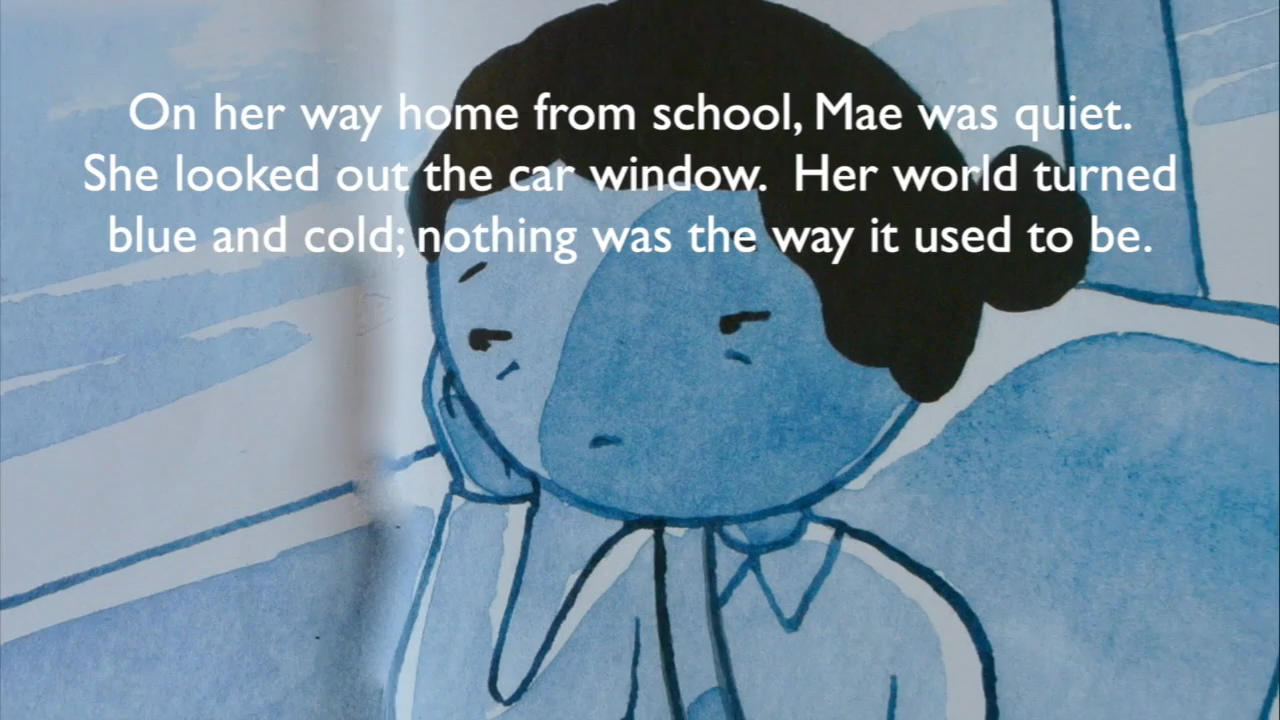 On her way home from school, Mae was quiet.
She looked out the car window. Her world turned
blue and cold; nothing was the way it used to be.